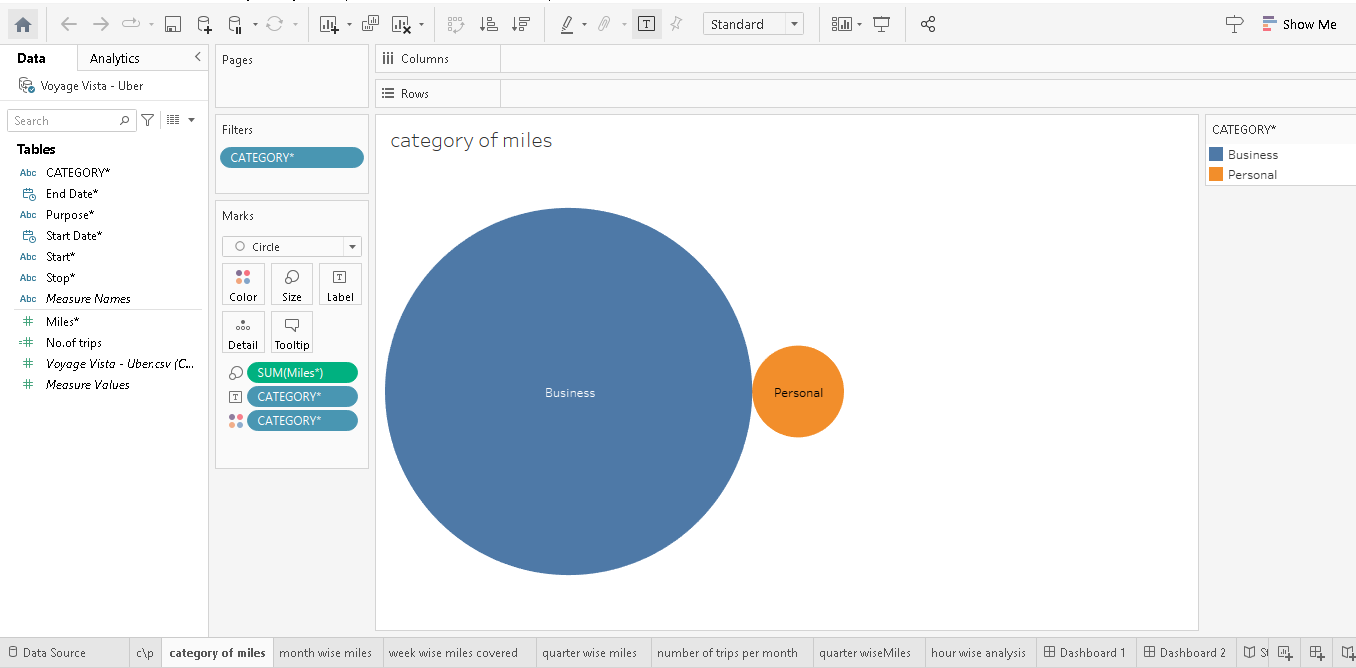 Standard
Show Me
Data
Analytics
Voyage Vista - Uber
Search
Tables
Abc CATEGORY*
End Date*
Abc Purpose*
Start Date*
Abc Start*
Abc Stop*
Abc Measure Names
# Miles*
=# No.of trips
# Voyage Vista - Uber.csv (C...
# Measure Values
Pages
Filters
CATEGORY*
Marks
Circle
Color
Size
T
Label
Detail
Tooltip
SUM(Miles*)
T CATEGORY*
CATEGORY*
Columns
Rows
category of miles
Business
Personal
CATEGORY*
Business
Personal
Data Source
c\p
category of miles
month wise miles
week wise miles covered
quarter wise miles
number of trips per month
quarter wiseMiles
hour wise analysis
Dashboard 1
Dashboard 2